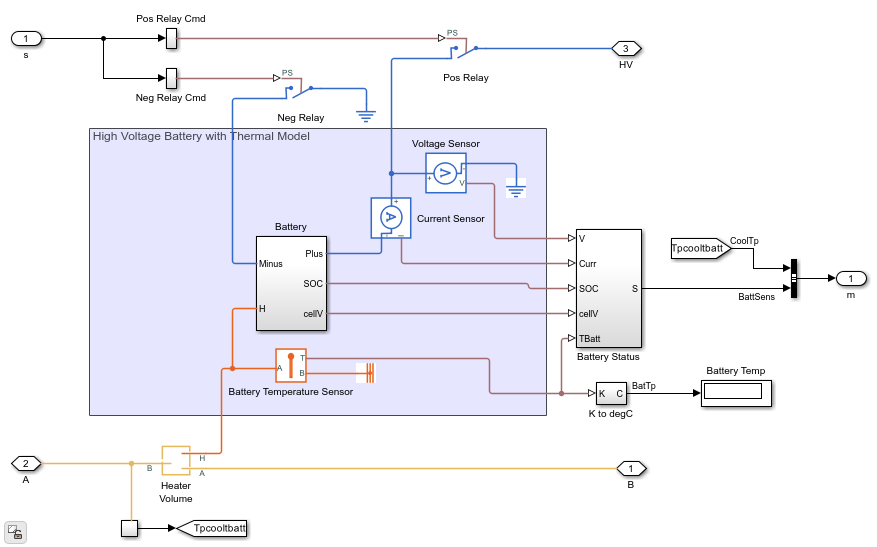 Pos Relay Cmd
1
s
PS
3
HV
Pos Relay
PS
Neg Relay Cmd
Neg Relay
High Voltage Battery with Thermal Model
Voltage Sensor
V
+
-
V
+
A
Current Sensor
Battery
Plus
Minus
SOC
H
cellV
V
Curr
SOC
S
cellV
TBatt
Battery Status
Tpcooltbatt
CoolTp
BattSens
1
m
T
A
B
Battery Temperature Sensor
Battery Temp
K
C
BatTp
K to degC
2
A
B
H
A
Heater
Volume
1
B
Tpcooltbatt